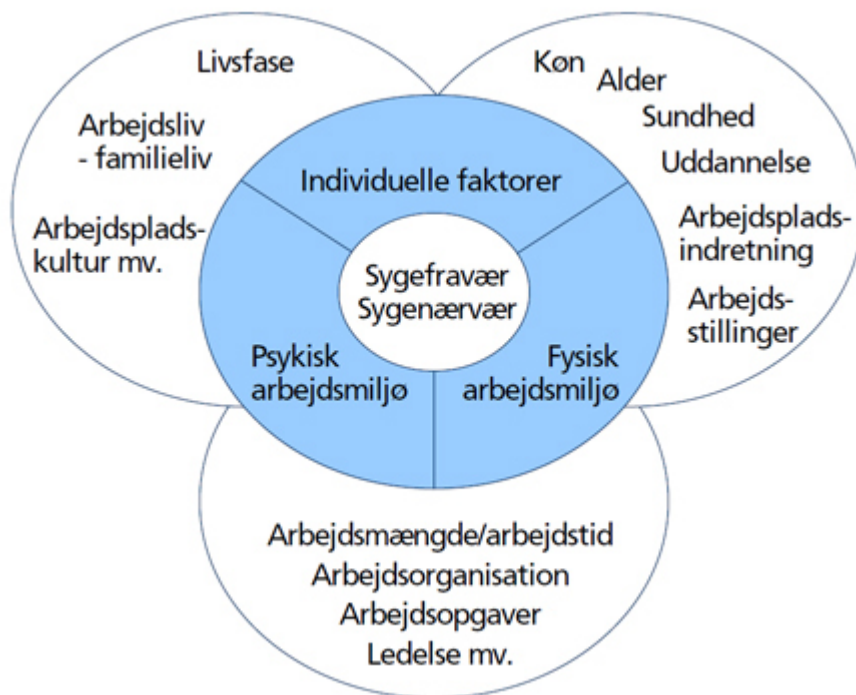 Livsfase
Arbejdsliv
- familieliv
Arbejdsplads-
kultur mv.
Køn
Alder
Sundhed
Uddannelse
Arbejdsplads-
indretning
Arbejds-
stillinger
Individuelle faktorer
Sygefravær
Sygenærvær
Psykisk
arbejdsmiljø
Fysisk
arbejdsmiljø
Arbejdsmængde/arbejdstid
Arbejdsorganisation
Arbejdsopgaver
Ledelse mv.